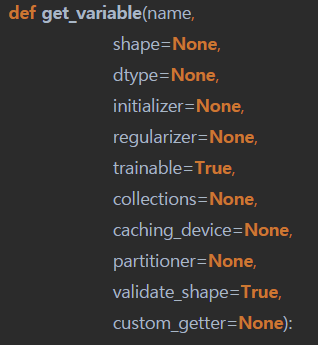 def get_variable(name,
shape=None,
dtype=None,
initializer=None,
regularizer=None,
trainable=True,
collections=None,
caching_device=None,
partitioner=None,
validate_shape=True,
custom_getter=None):